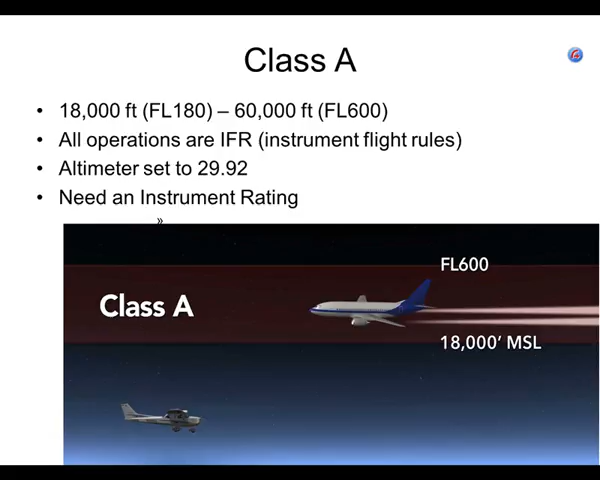 Class A
• 18,000 ft (FL180) – 60,000 ft (FL600)
• All operations are IFR (instrument flight rules)
• Altimeter set to 29.92
• Need an Instrument Rating
»
FL600
Class A
18,000’ MSL